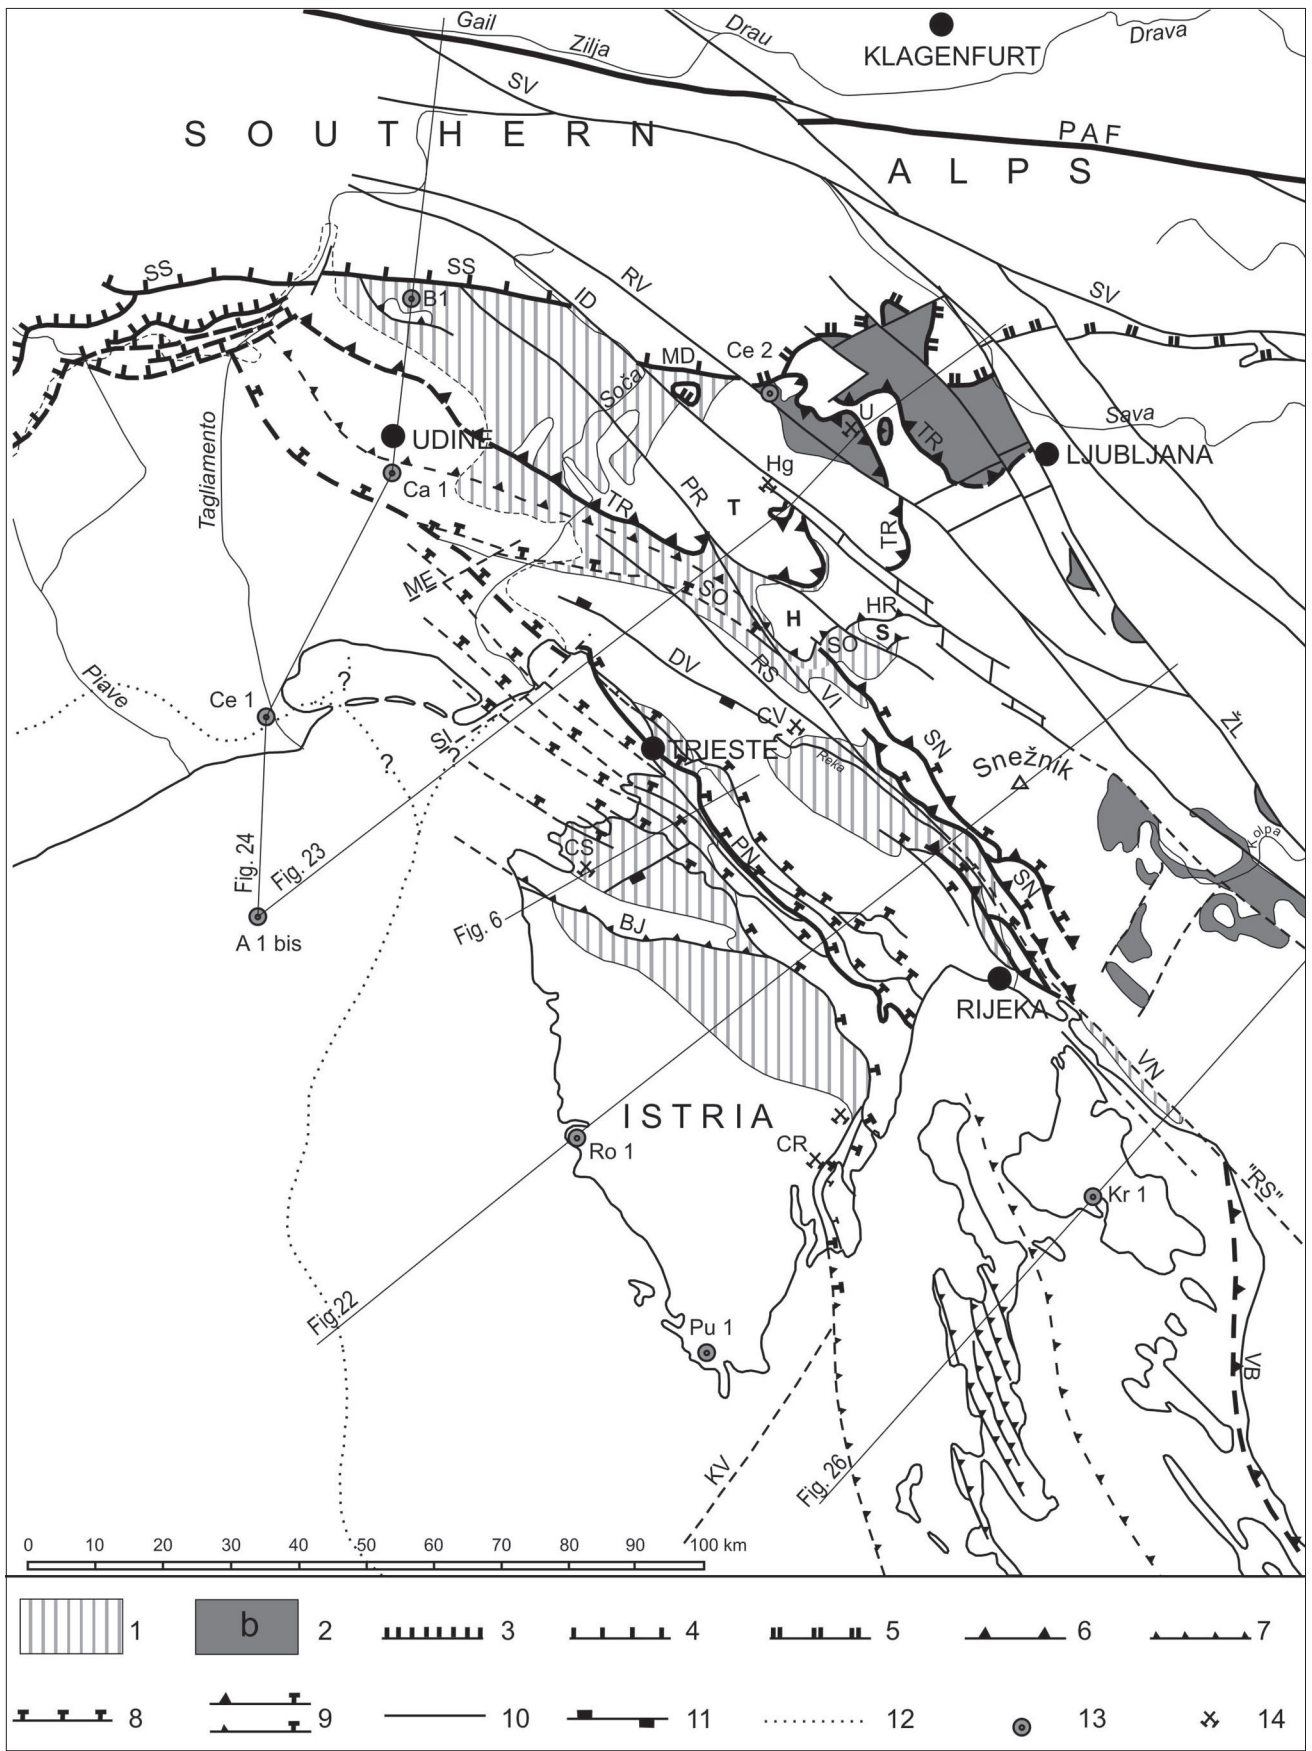 Gail
Zilja
Drau
KLAGENFURT
Drava
SV
PAF
SOUTHERN
ALPS
SS
SS
B1
ID
RV
SV
MD
Ce 2
Soča
U
TR
Sava
UDINE
LJUBLJANA
Tagliamento
Ca 1
Hg
PR
T
TR
TR
ME
SO
H
HR
S
SO
Piave
Ce 1
?
DV
RS
VI
ŽL
SI
?
?
TRIESTE
CV
Reka
SN
Snežnik
Kolpa
Fig. 24
Fig. 23
CS
PN
SN
Fig. 6
BJ
A 1 bis
RIJEKA
VN
ISTRIA
CR
Ro 1
"RS"
Kr 1
Fig.22
Pu 1
VB
KV
Fig. 26
0 10 20 30 40 50 60 70 80 90 100 km
1 b 2 3 4 5 6 7
8 9 10 11 12 13 14